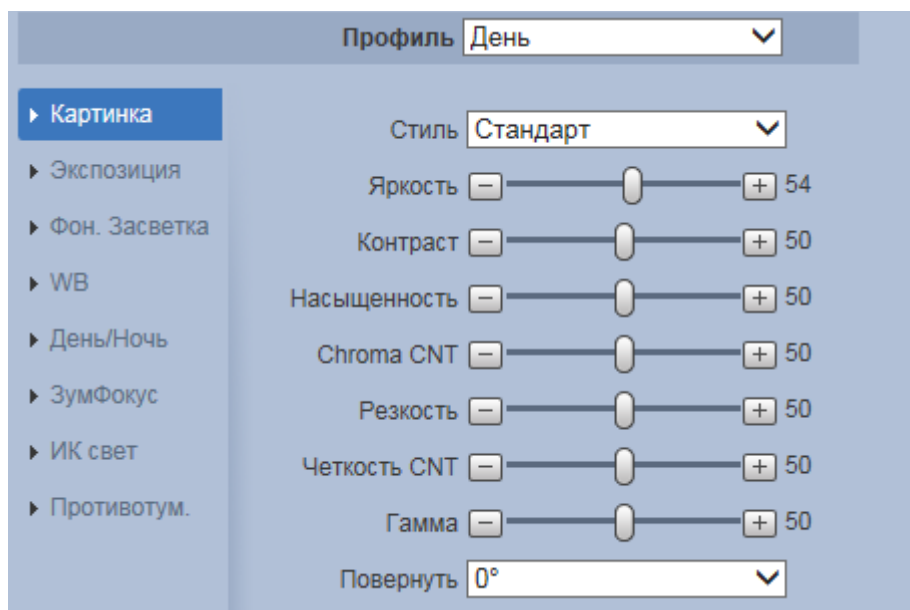 Профиль День
Картинка
Стиль Стандарт
Экспозиция
Яркость 54
Фон. Засветка
Контраст 50
WB
Насыщенность 50
День/Ночь
Chroma CNT 50
ЗумФокус
Резкость 50
ИК свет
Четкость CNT 50
Противотум.
Гамма 50
Повернуть 0°